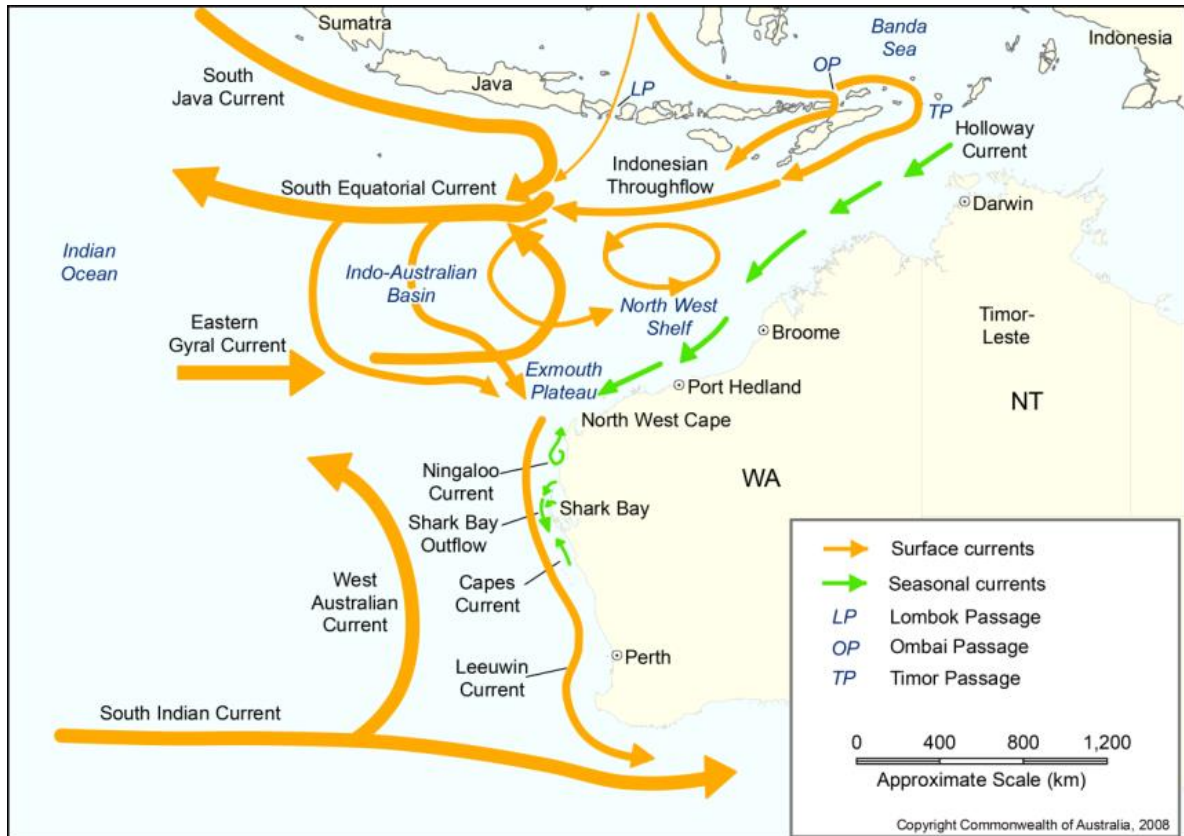 Sumatra
Banda
Sea
Indonesia
South
Java Current
Java
LP
OP
TP
Holloway
Current
Indonesian
Throughflow
South Equatorial Current
Darwin
Indian
Ocean
Indo-Australian
Basin
North West
Shelf
Timor-
Leste
Eastern
Gyral Current
Broome
Exmouth
Plateau
Port Hedland
NT
North West Cape
Ningaloo
Current
WA
Shark Bay
Shark Bay
Outflow
Capes
Current
West
Australian
Current
Perth
Leeuwin
Current
South Indian Current
Surface currents
Seasonal currents
LP Lombok Passage
OP Ombai Passage
TP Timor Passage
0 400 800 1,200
Approximate Scale (km)
Copyright Commonwealth of Australia, 2008